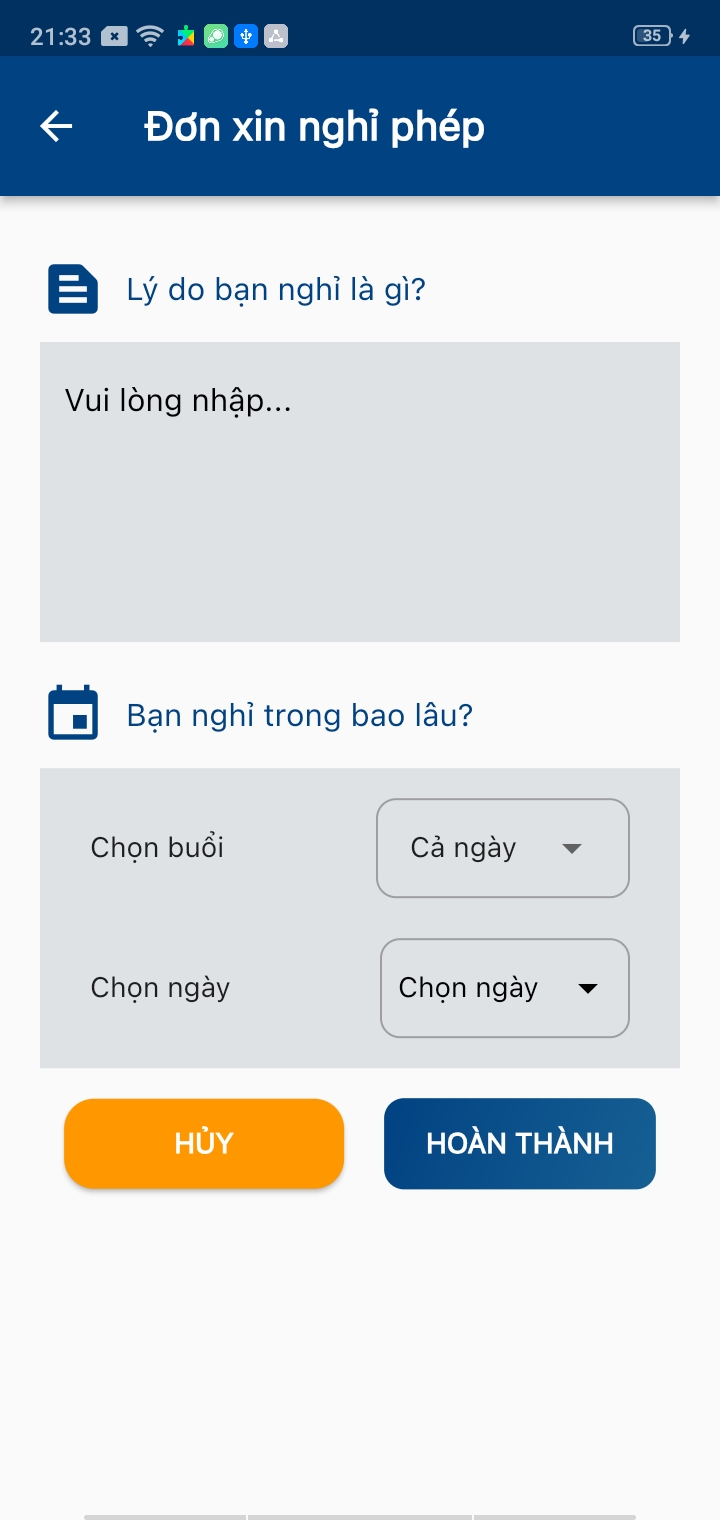 21:33
35
Đơn xin nghỉ phép
Lý do bạn nghỉ là gì?
Vui lòng nhập...
Bạn nghỉ trong bao lâu?
Chọn buổi
Cả ngày
Chọn ngày
Chọn ngày
HỦY
HOÀN THÀNH